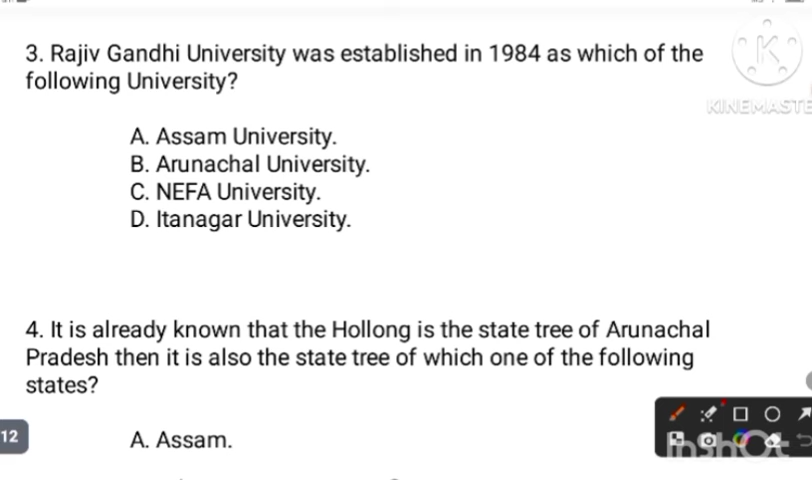 3. Rajiv Gandhi University was established in 1984 as which of the
following University?
K
KINEMASTE
A. Assam University.
B. Arunachal University.
C. NEFA University.
D. Itanagar University.
4. It is already known that the Hollong is the state tree of Arunachal
Pradesh then it is also the state tree of which one of the following
states?
12
A. Assam.
InShOt